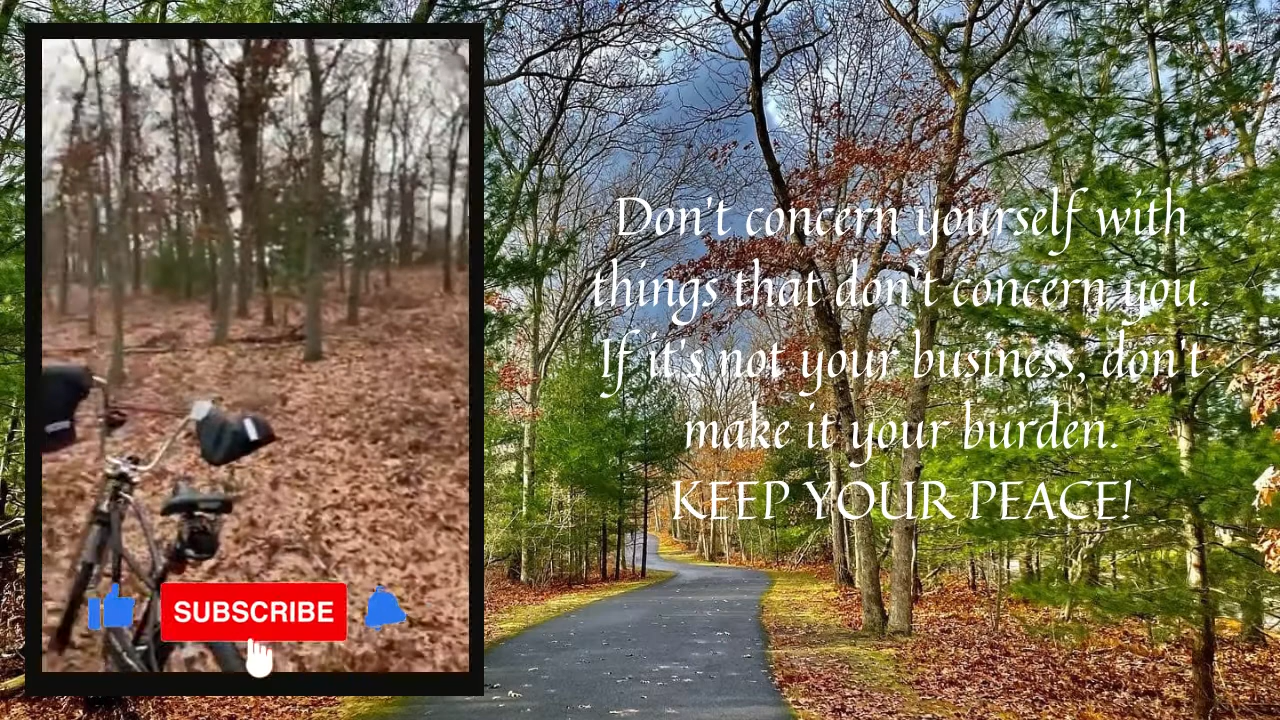 Don't concern yourself with
things that don't concern you.
If it's not your business, don't
make it your burden.
KEEP YOUR PEACE!
SUBSCRIBE